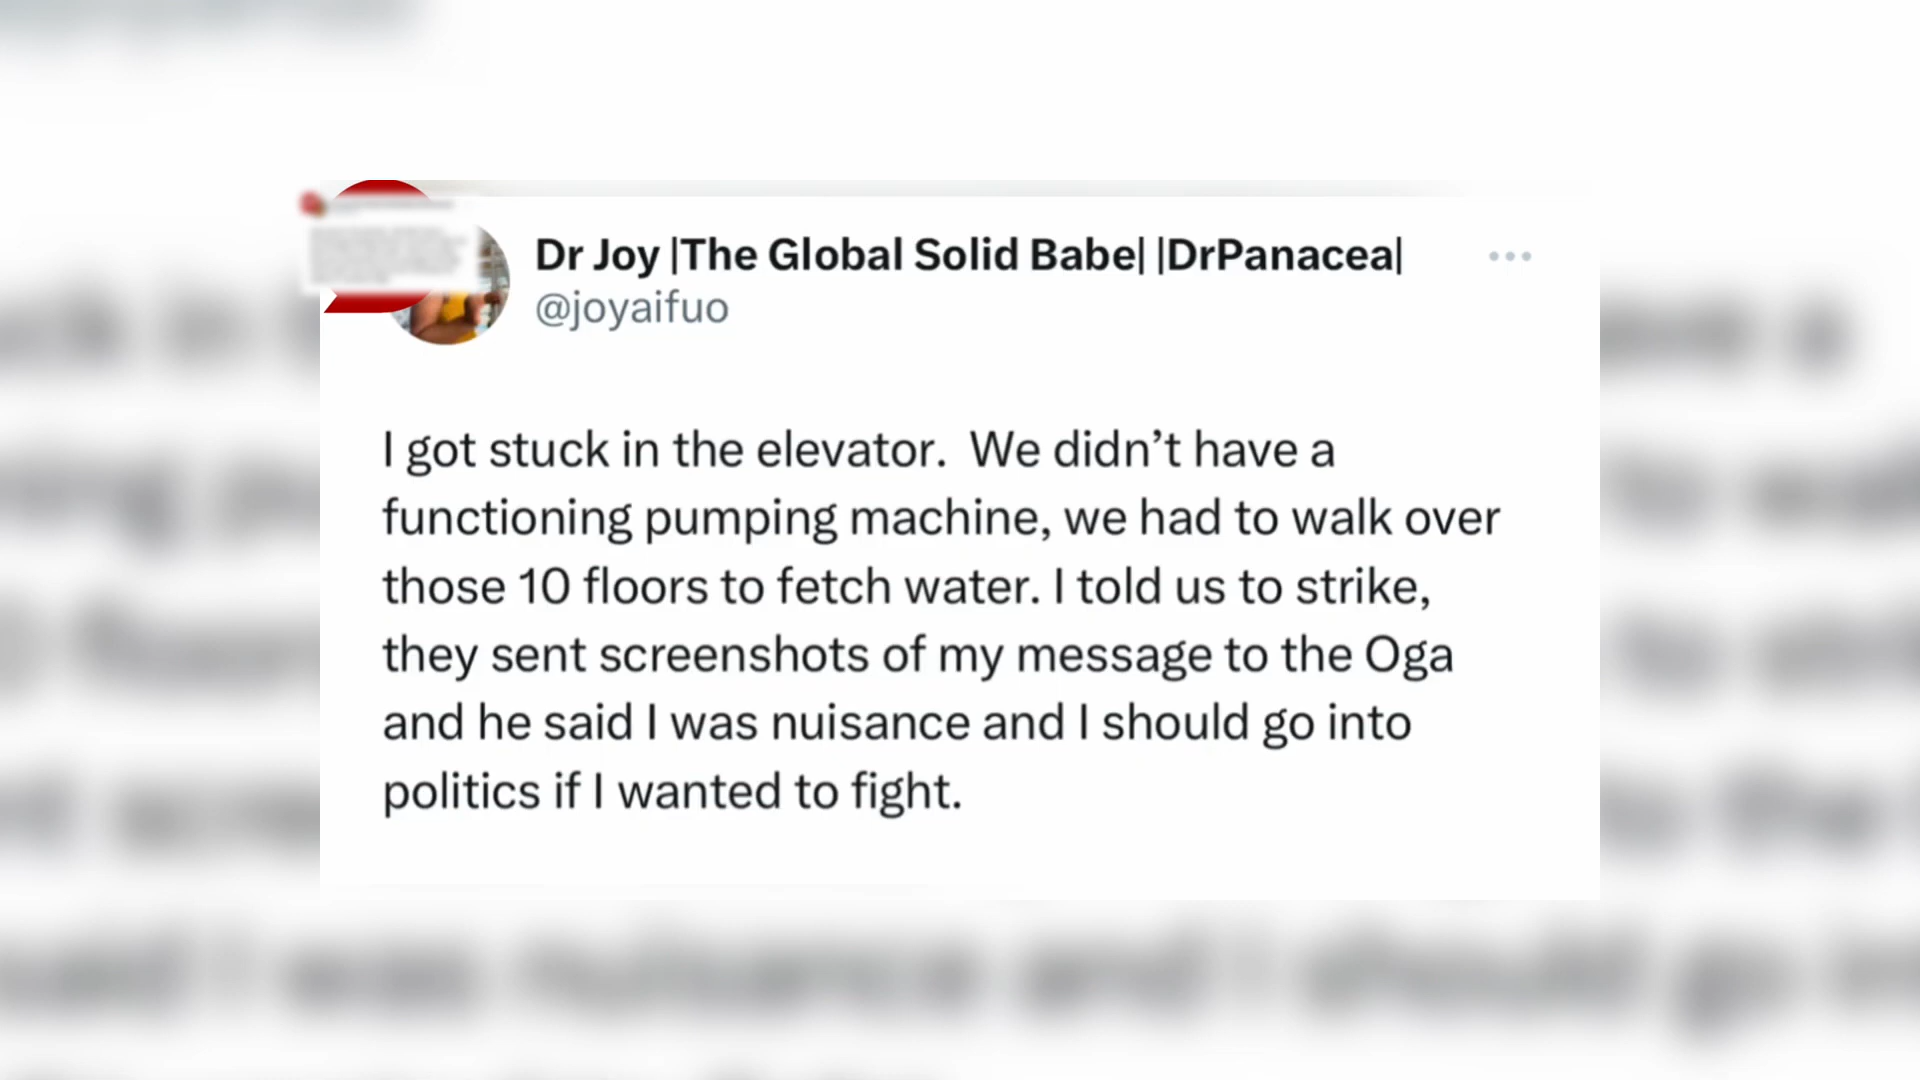 Dr Joy |The Global Solid Babe| |DrPanacea|
@joyaifuo
I got stuck in the elevator.  We didn’t have a
functioning pumping machine, we had to walk over
those 10 floors to fetch water. I told us to strike,
they sent screenshots of my message to the Oga
and he said I was nuisance and I should go into
politics if I wanted to fight.